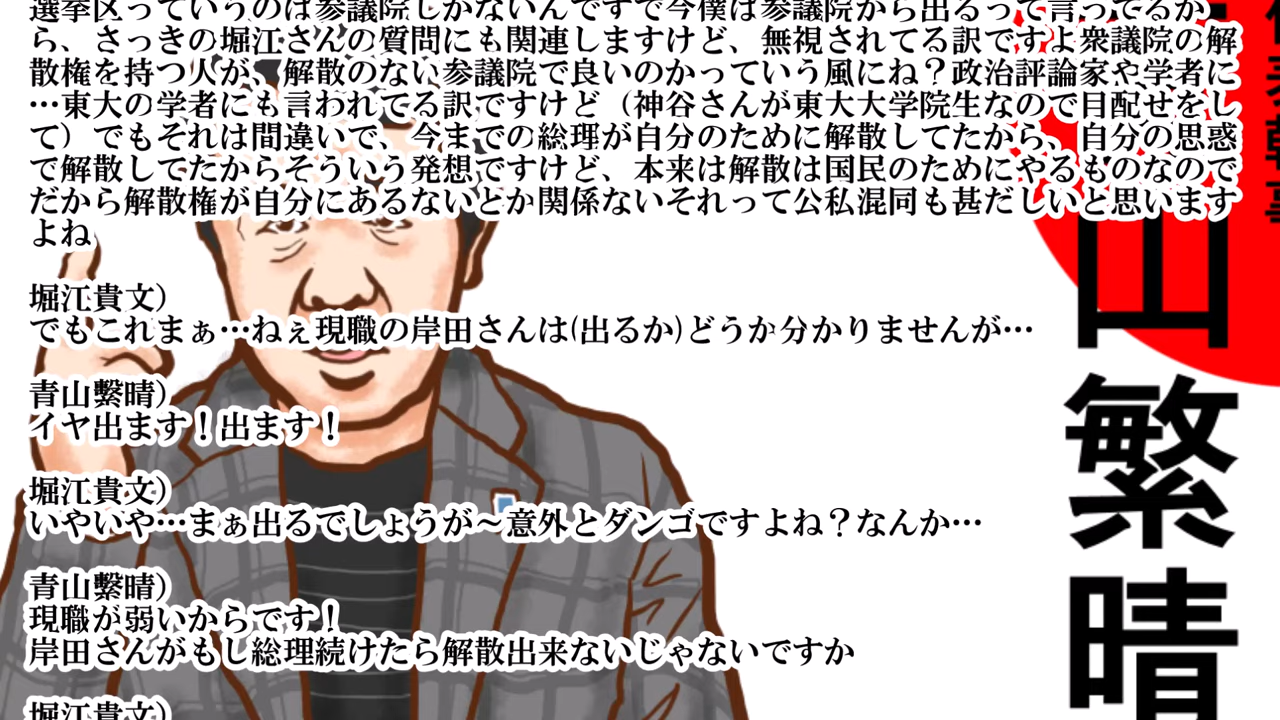 選挙区っていうのは参議院しかないんですで今僕は参議院から出るって言ってるか
ら、さっきの堀江さんの質問にも関連しますけど、無視されてる訳ですよ衆議院の解
散権を持つ人が、解散のない参議院で良いのかっていう風にね？政治評論家や学者に
…東大の学者にも言われてる訳ですけど（神谷さんが東大大学院生なので目配せをし
て）でもそれは間違いで、今までの総理が自分のために解散してたから、自分の思惑
で解散してたからそういう発想ですけど、本来は解散は国民のためにやるものなので
だから解散権が自分にあるないとか関係ないそれって公私混同も甚だしいと思います
よね
堀江貴文）
でもこれまぁ…ねぇ現職の岸田さんは(出るか)どうか分かりませんが…
青山繋晴）
イヤ出ます！出ます！
堀江貴文）
いやいや…まぁ出るでしょうが～意外とダンゴですよね？なんか…
青山繋晴）
現職が弱いからです！
岸田さんがもし総理続けたら解散出来ないじゃないですか
堀江貴文）
山繁晴